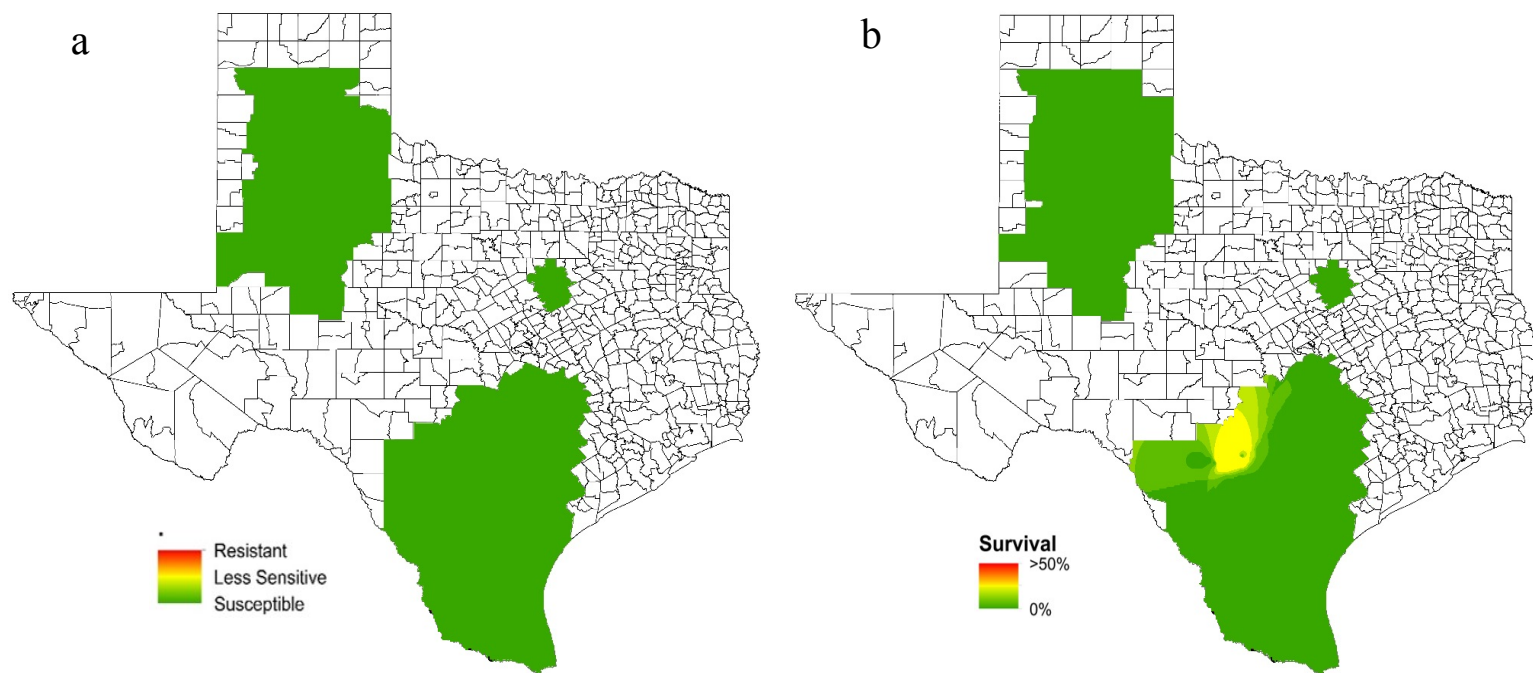 a
Resistant
Less Sensitive
Susceptible
b
Survival
>50%
0%